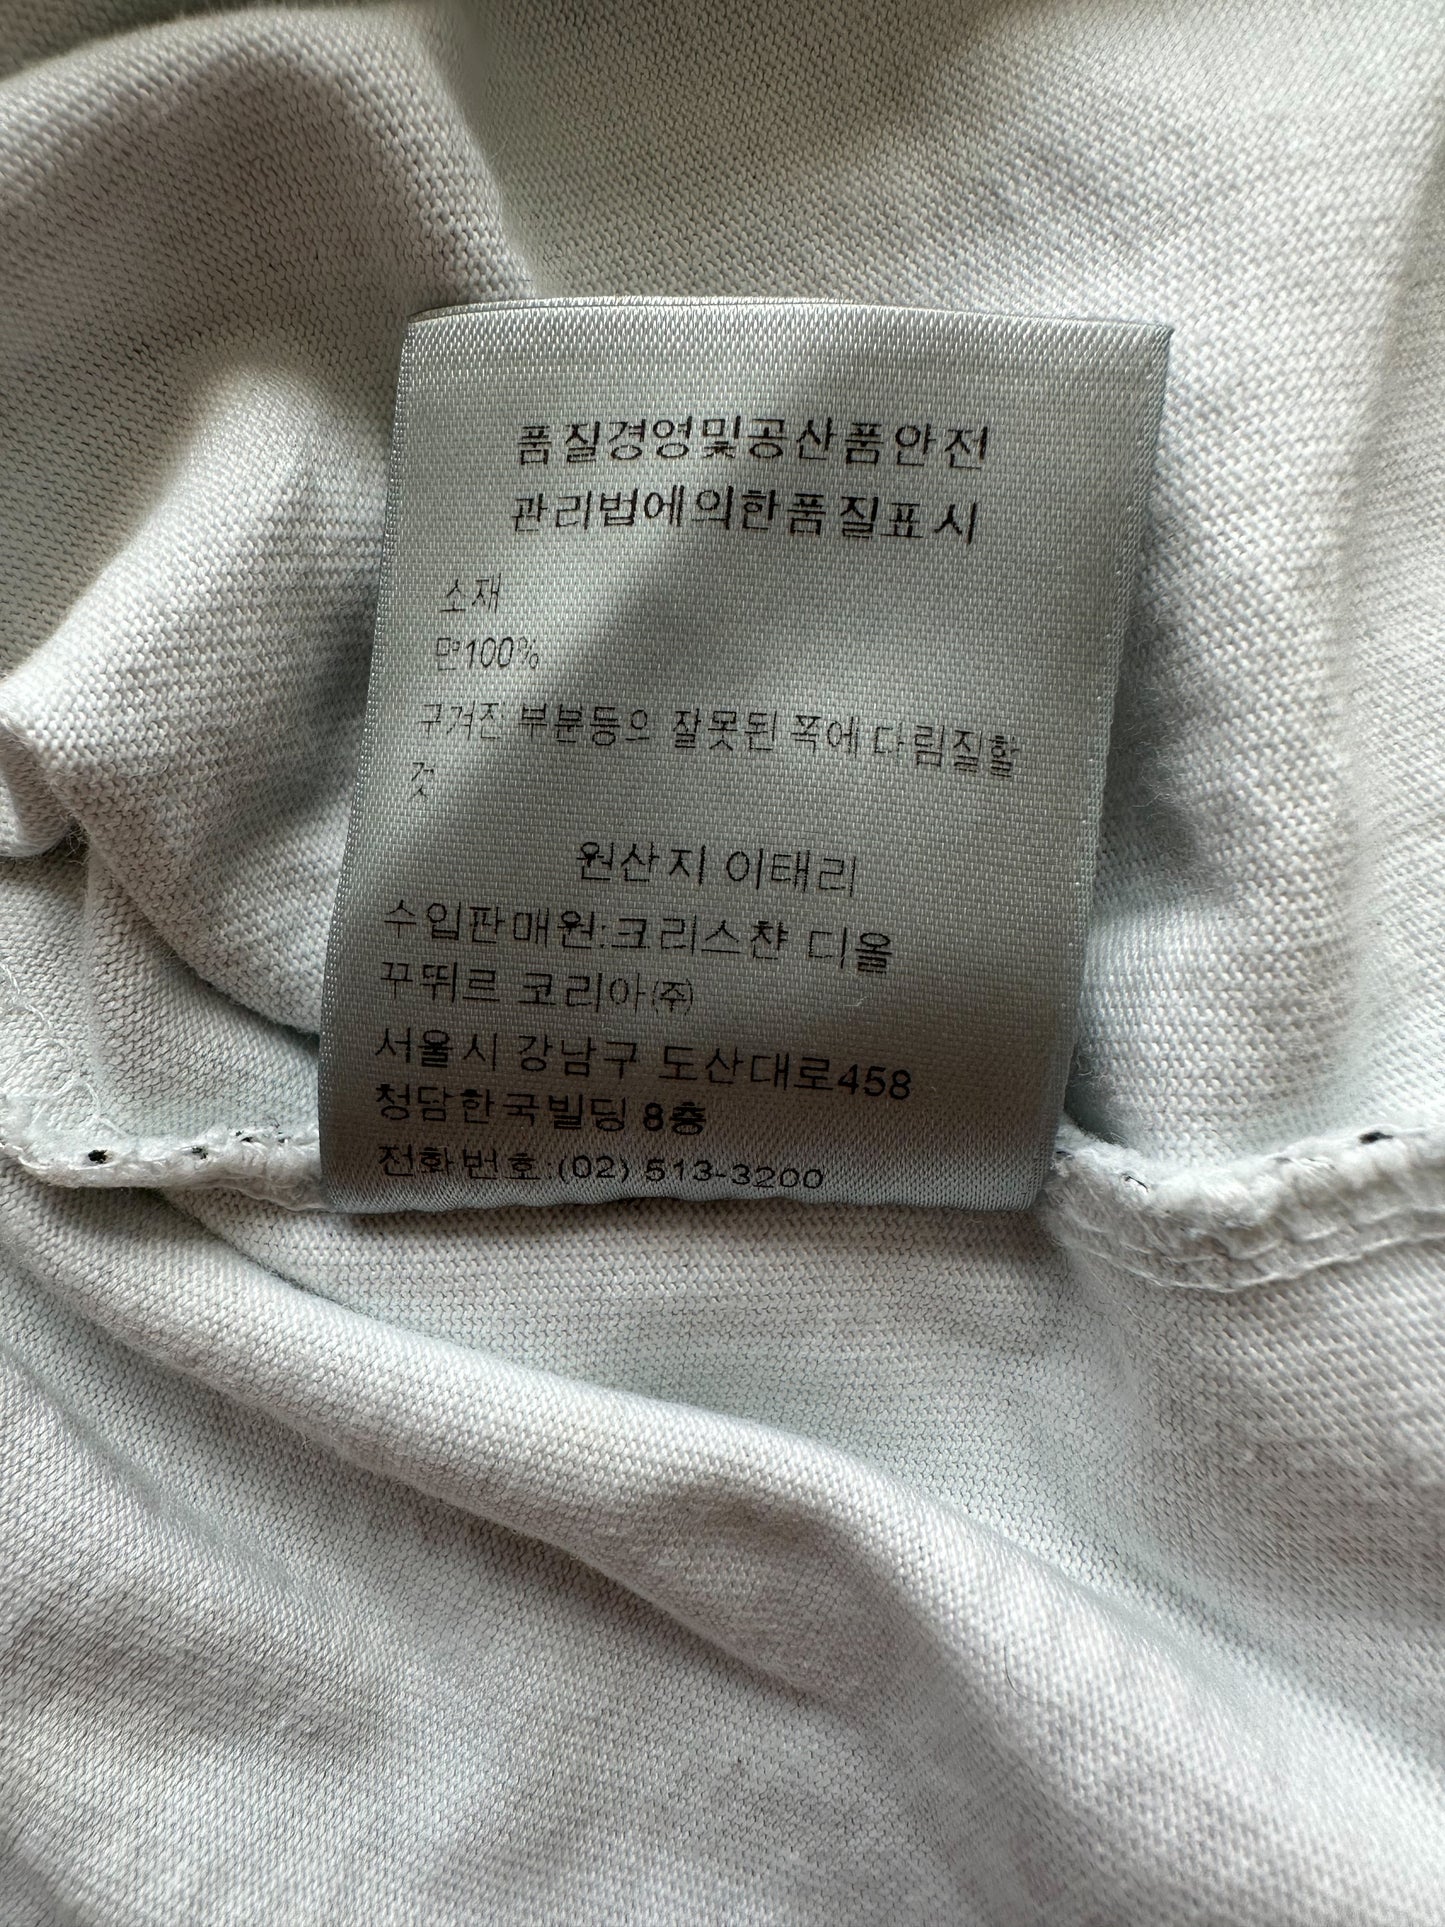 품질경영및공산품안전
관리법에의한품질표시
소재
면100%
구겨진 부분등으 잘못된 폭에 다림질할
것
원산지 이태리
수입판매원:크리스챤 디올
꾸뛰르 코리아㈜
서울시 강남구 도산대로458
청담한국빌딩 8층
전화번호:(02) 513-3200